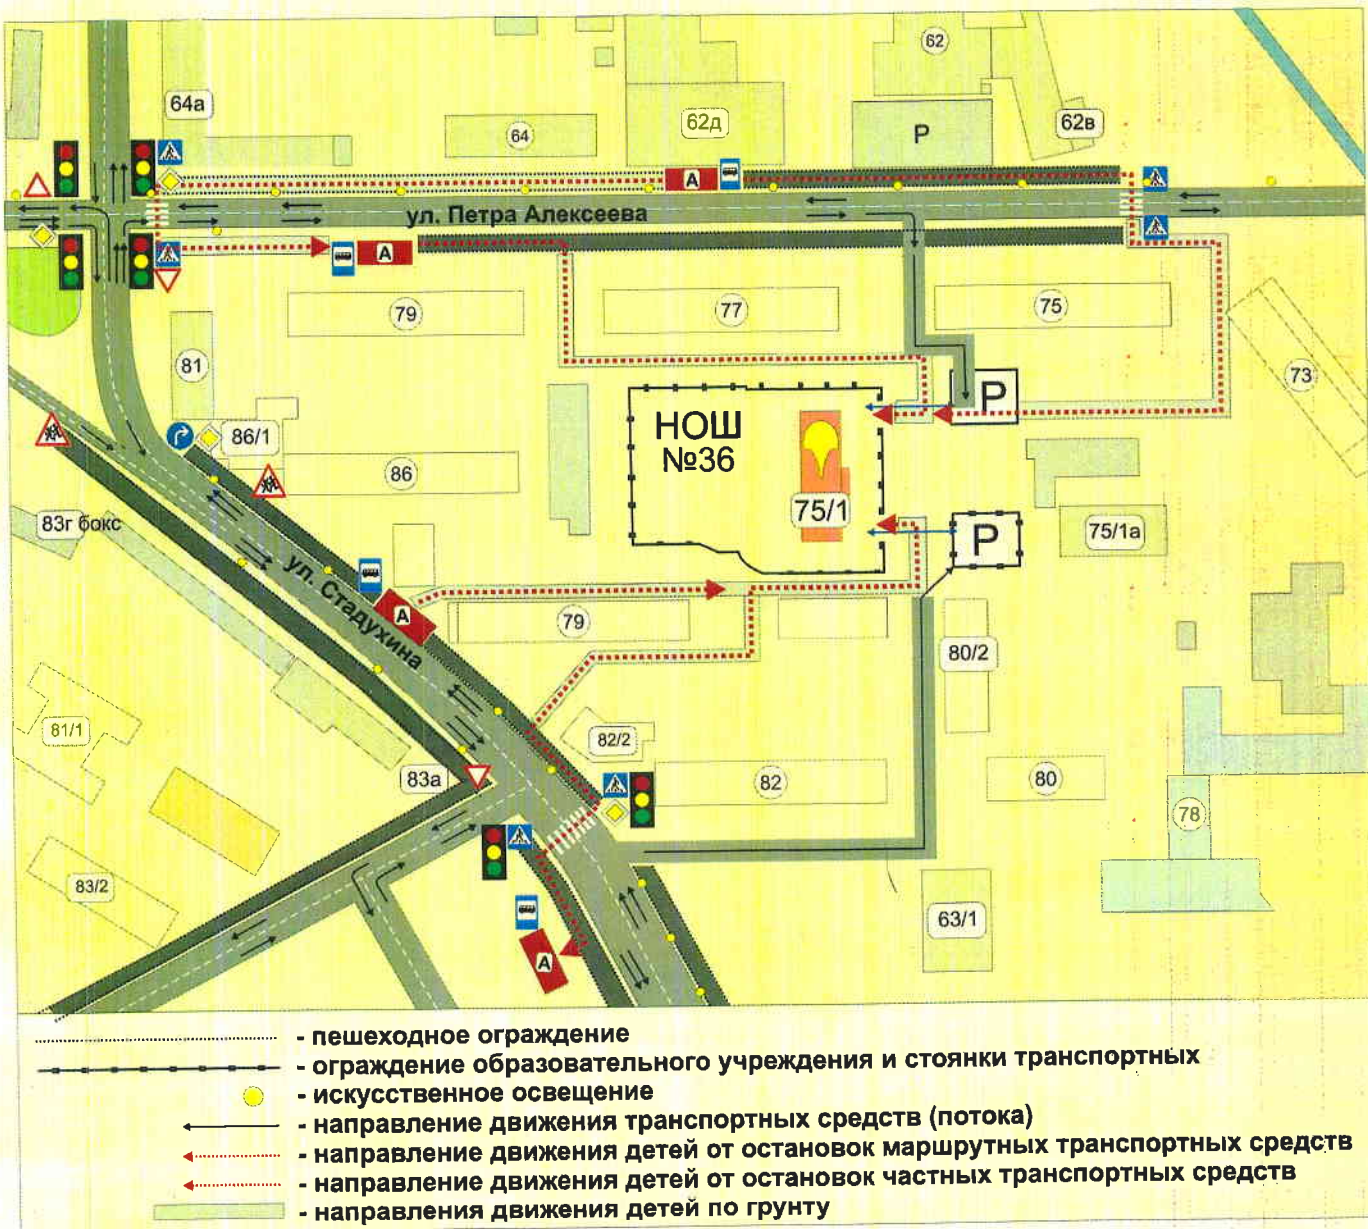 62
64а
64
62д
Р
62в
А
ул. Петра Алексеева
А
79
77
75
81
73
Р
НОШ
№36
86/1
86
75/1
83г бокс
Р
75/1а
ул. Стадухина
А
79
80/2
81/1
82/2
83а
82
80
78
83/2
63/1
А
- пешеходное ограждение
- ограждение образовательного учреждения и стоянки транспортных
- искусственное освещение
- направление движения транспортных средств (потока)
- направление движения детей от остановок маршрутных транспортных средств
- направление движения детей от остановок частных транспортных средств
- направления движения детей по грунту